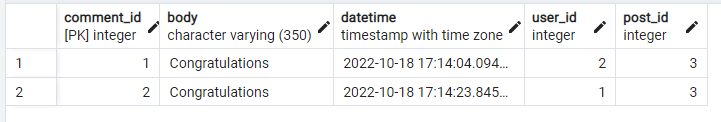 comment_id body datetime user_id post_id
[PK] integer character varying (350) timestamp with time zone integer integer
1 1 Congratulations 2022-10-18 17:14:04.094... 2 3
2 2 Congratulations 2022-10-18 17:14:23.845... 1 3